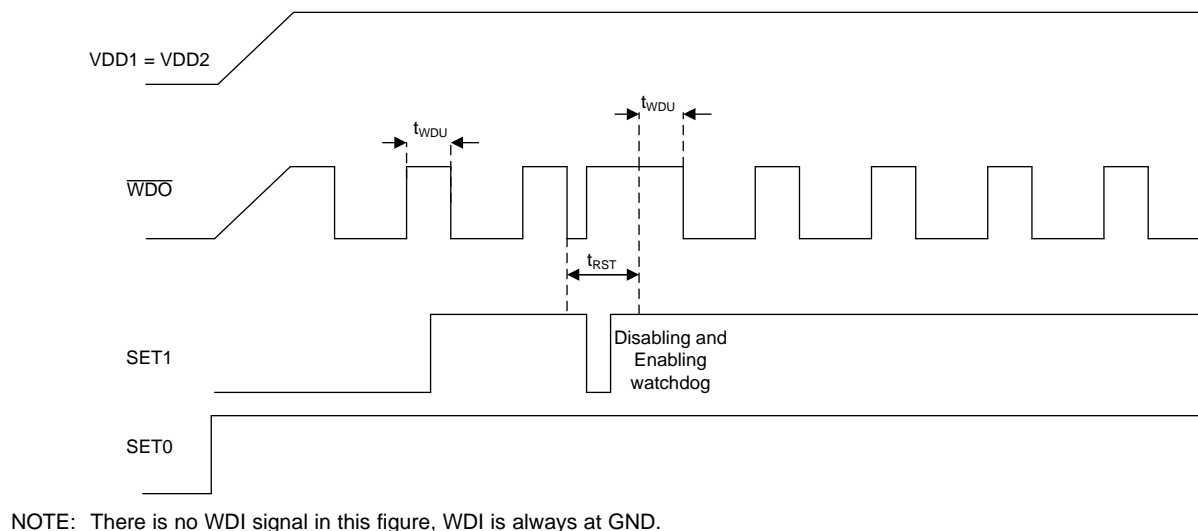 VDD1 = VDD2
tWDU
tWDU
WDO
tRST
SET1
Disabling and
Enabling
watchdog
SET0
NOTE: There is no WDI signal in this figure, WDI is always at GND.